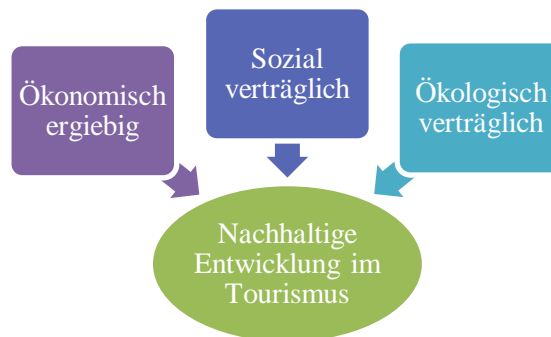 Ökonomisch
ergiebig
Sozial
verträglich
Ökologisch
verträglich
Nachhaltige
Entwicklung im
Tourismus